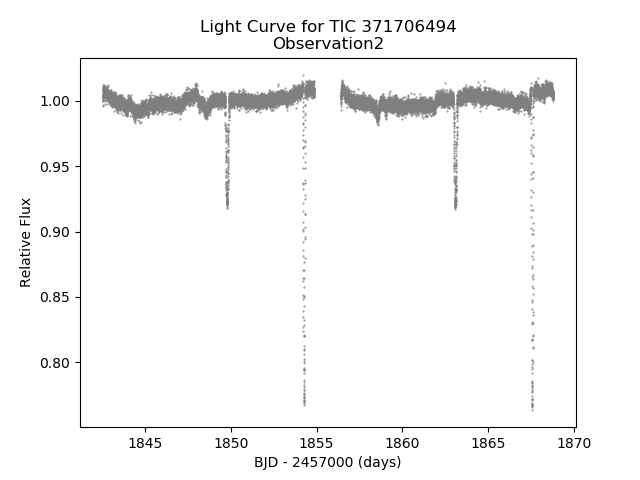 Light Curve for TIC 371706494
Observation2
1.00
0.95
0.90
0.85
0.80
Relative Flux
1845
1850
1855
1860
1865
1870
BJD - 2457000 (days)